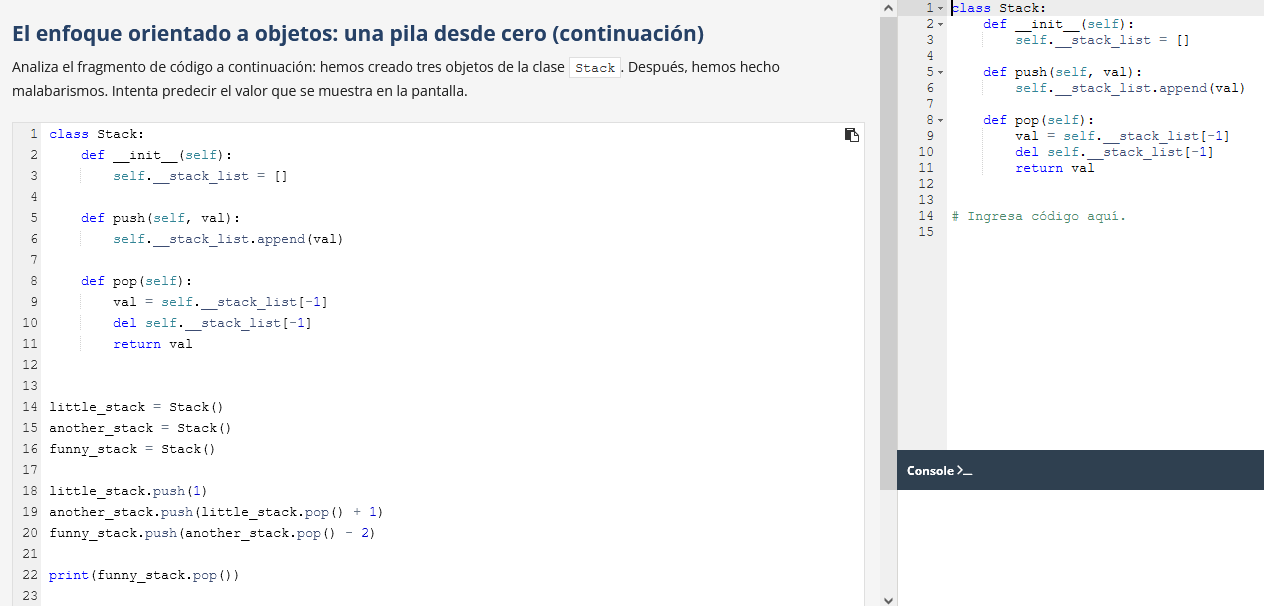 El enfoque orientado a objetos: una pila desde cero (continuación)
Analiza el fragmento de código a continuación: hemos creado tres objetos de la clase Stack. Después, hemos hecho
malabarismos. Intenta predecir el valor que se muestra en la pantalla.
1 class Stack:
2     def __init__(self):
3         self.__stack_list = []
4
5     def push(self, val):
6         self.__stack_list.append(val)
7
8     def pop(self):
9         val = self.__stack_list[-1]
10         del self.__stack_list[-1]
11         return val
12
13
14 little_stack = Stack()
15 another_stack = Stack()
16 funny_stack = Stack()
17
18 little_stack.push(1)
19 another_stack.push(little_stack.pop() + 1)
20 funny_stack.push(another_stack.pop() - 2)
21
22 print(funny_stack.pop())
23
1 class Stack:
2     def __init__(self):
3         self.__stack_list = []
4
5     def push(self, val):
6         self.__stack_list.append(val)
7
8     def pop(self):
9         val = self.__stack_list[-1]
10         del self.__stack_list[-1]
11         return val
12
13
14 # Ingresa código aquí.
15
Console >_